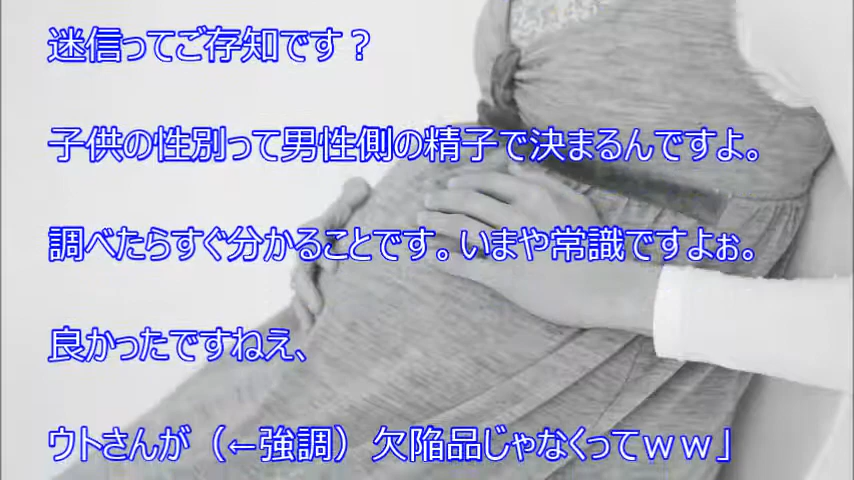 迷信ってご存知です？
子供の性別って男性側の精子で決まるんですよ。
調べたらすぐ分かることです。いまや常識ですよぉ。
良かったですねえ、
ウトさんが（←強調）欠陥品じゃなくってｗｗ」